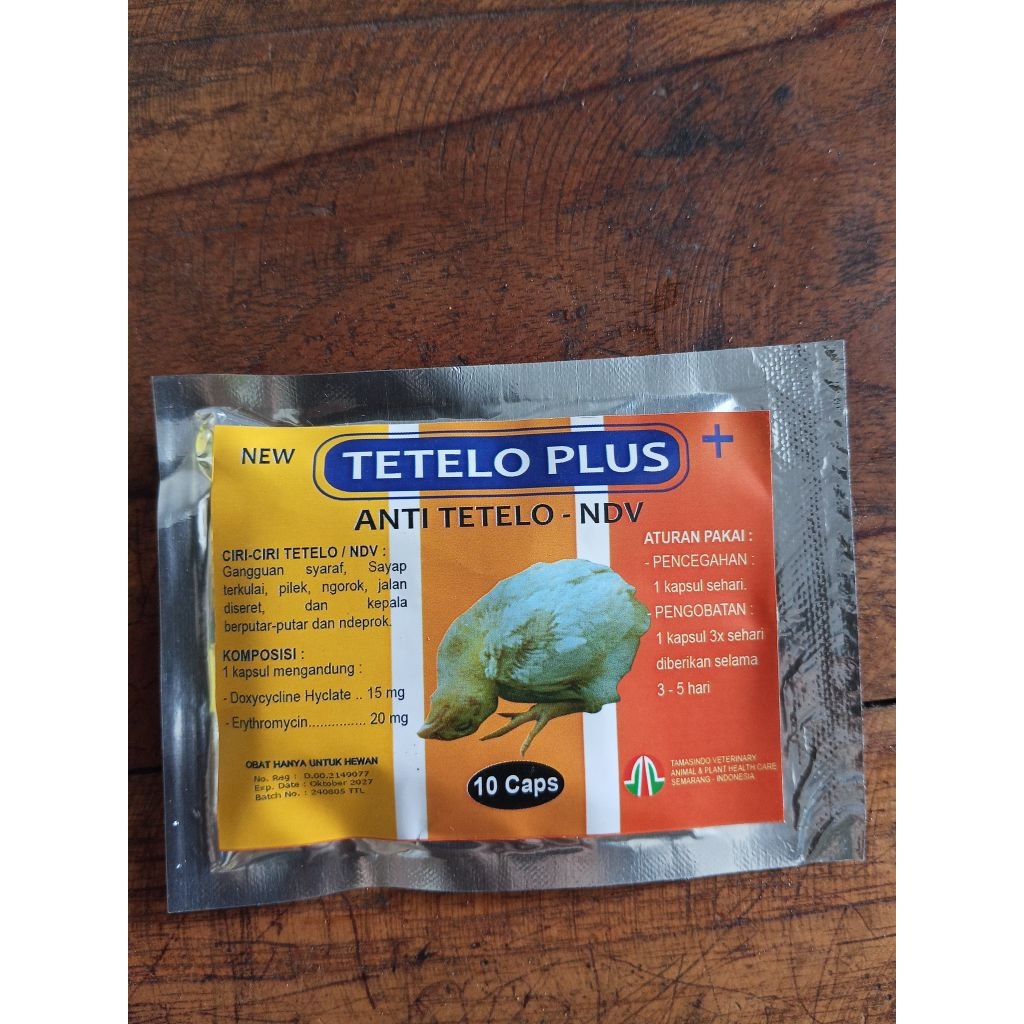 NEW
TETELO PLUS +
ANTI TETELO - NDV
CIRI-CIRI TETELO / NDV :
Gangguan syaraf, Sayap
terkulai, pilek, ngorok, jalan
diseret, dan kepala
berputar-putar dan ndeprok.
KOMPOSISI :
1 kapsul mengandung :
- Doxycycline Hyclate .. 15 mg
- Erythromycin............... 20 mg
OBAT HANYA UNTUK HEWAN
No. Reg : D.00.2149077
Exp. Date : Oktober 2027
Batch No. : 240805 TTL
10 Caps
ATURAN PAKAI :
- PENCEGAHAN :
1 kapsul sehari.
- PENGOBATAN :
1 kapsul 3x sehari
diberikan selama
3 - 5 hari
TAMASINDO VETERINARY
ANIMAL & PLANT HEALTH CARE
SEMARANG - INDONESIA